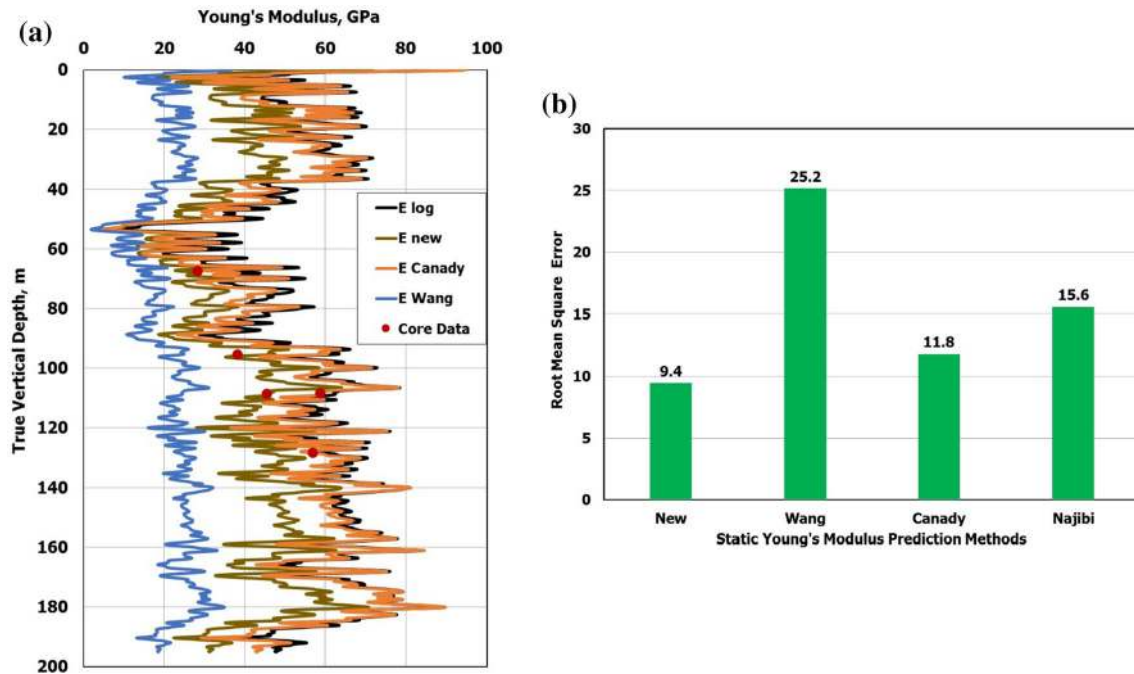 Young's Modulus, GPa
(a)
0 20 40 60 80 100
0
20
40
60
80
100
120
140
160
180
200
True Vertical Depth, m
E log
E new
E Canady
E Wang
Core Data
(b)
30
25
20
15
10
5
0
Root Mean Square Error
9.4
25.2
11.8
15.6
New Wang Canady Najibi
Static Young's Modulus Prediction Methods